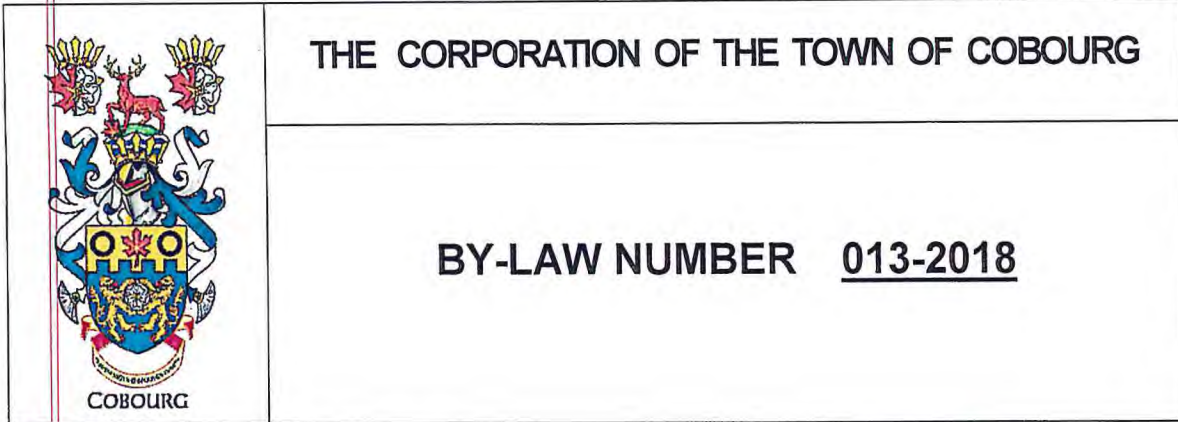 THE CORPORATION OF THE TOWN OF COBOURG
BY-LAW NUMBER 013-2018
COBOURG